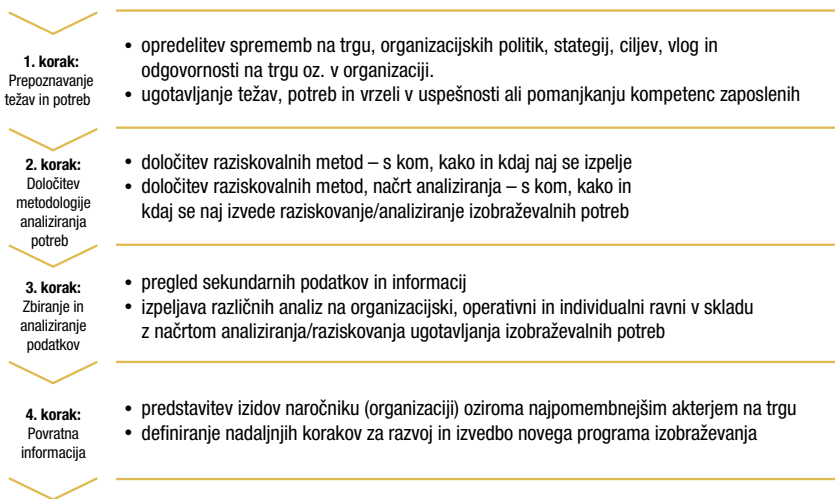 1. korak:
Prepoznavanje
težav in potreb
• opredelitev sprememb na trgu, organizacijskih politik, stategij, ciljev, vlog in
odgovornosti na trgu oz. v organizaciji.
• ugotavljanje težav, potreb in vrzeli v uspešnosti ali pomanjkanju kompetenc zaposlenih
2. korak:
Določitev
metodologije
analiziranja
potreb
• določitev raziskovalnih metod – s kom, kako in kdaj naj se izpelje
• določitev raziskovalnih metod, načrt analiziranja – s kom, kako in
kdaj se naj izvede raziskovanje/analiziranje izobraževalnih potreb
3. korak:
Zbiranje in
analiziranje
podatkov
• pregled sekundarnih podatkov in informacij
• izpeljava različnih analiz na organizacijski, operativni in individualni ravni v skladu
z načrtom analiziranja/raziskovanja ugotavljanja izobraževalnih potreb
4. korak:
Povratna
informacija
• predstavitev izidov naročniku (organizaciji) oziroma najpomembnejšim akterjem na trgu
• definiranje nadaljnjih korakov za razvoj in izvedbo novega programa izobraževanja